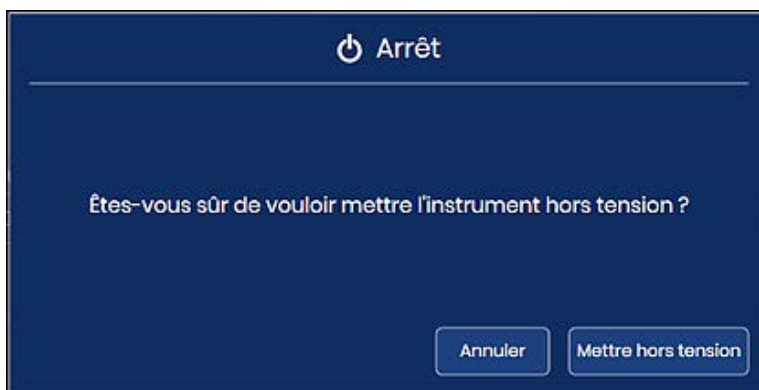 Arrêt
Êtes-vous sûr de vouloir mettre l'instrument hors tension ?
Annuler
Mettre hors tension